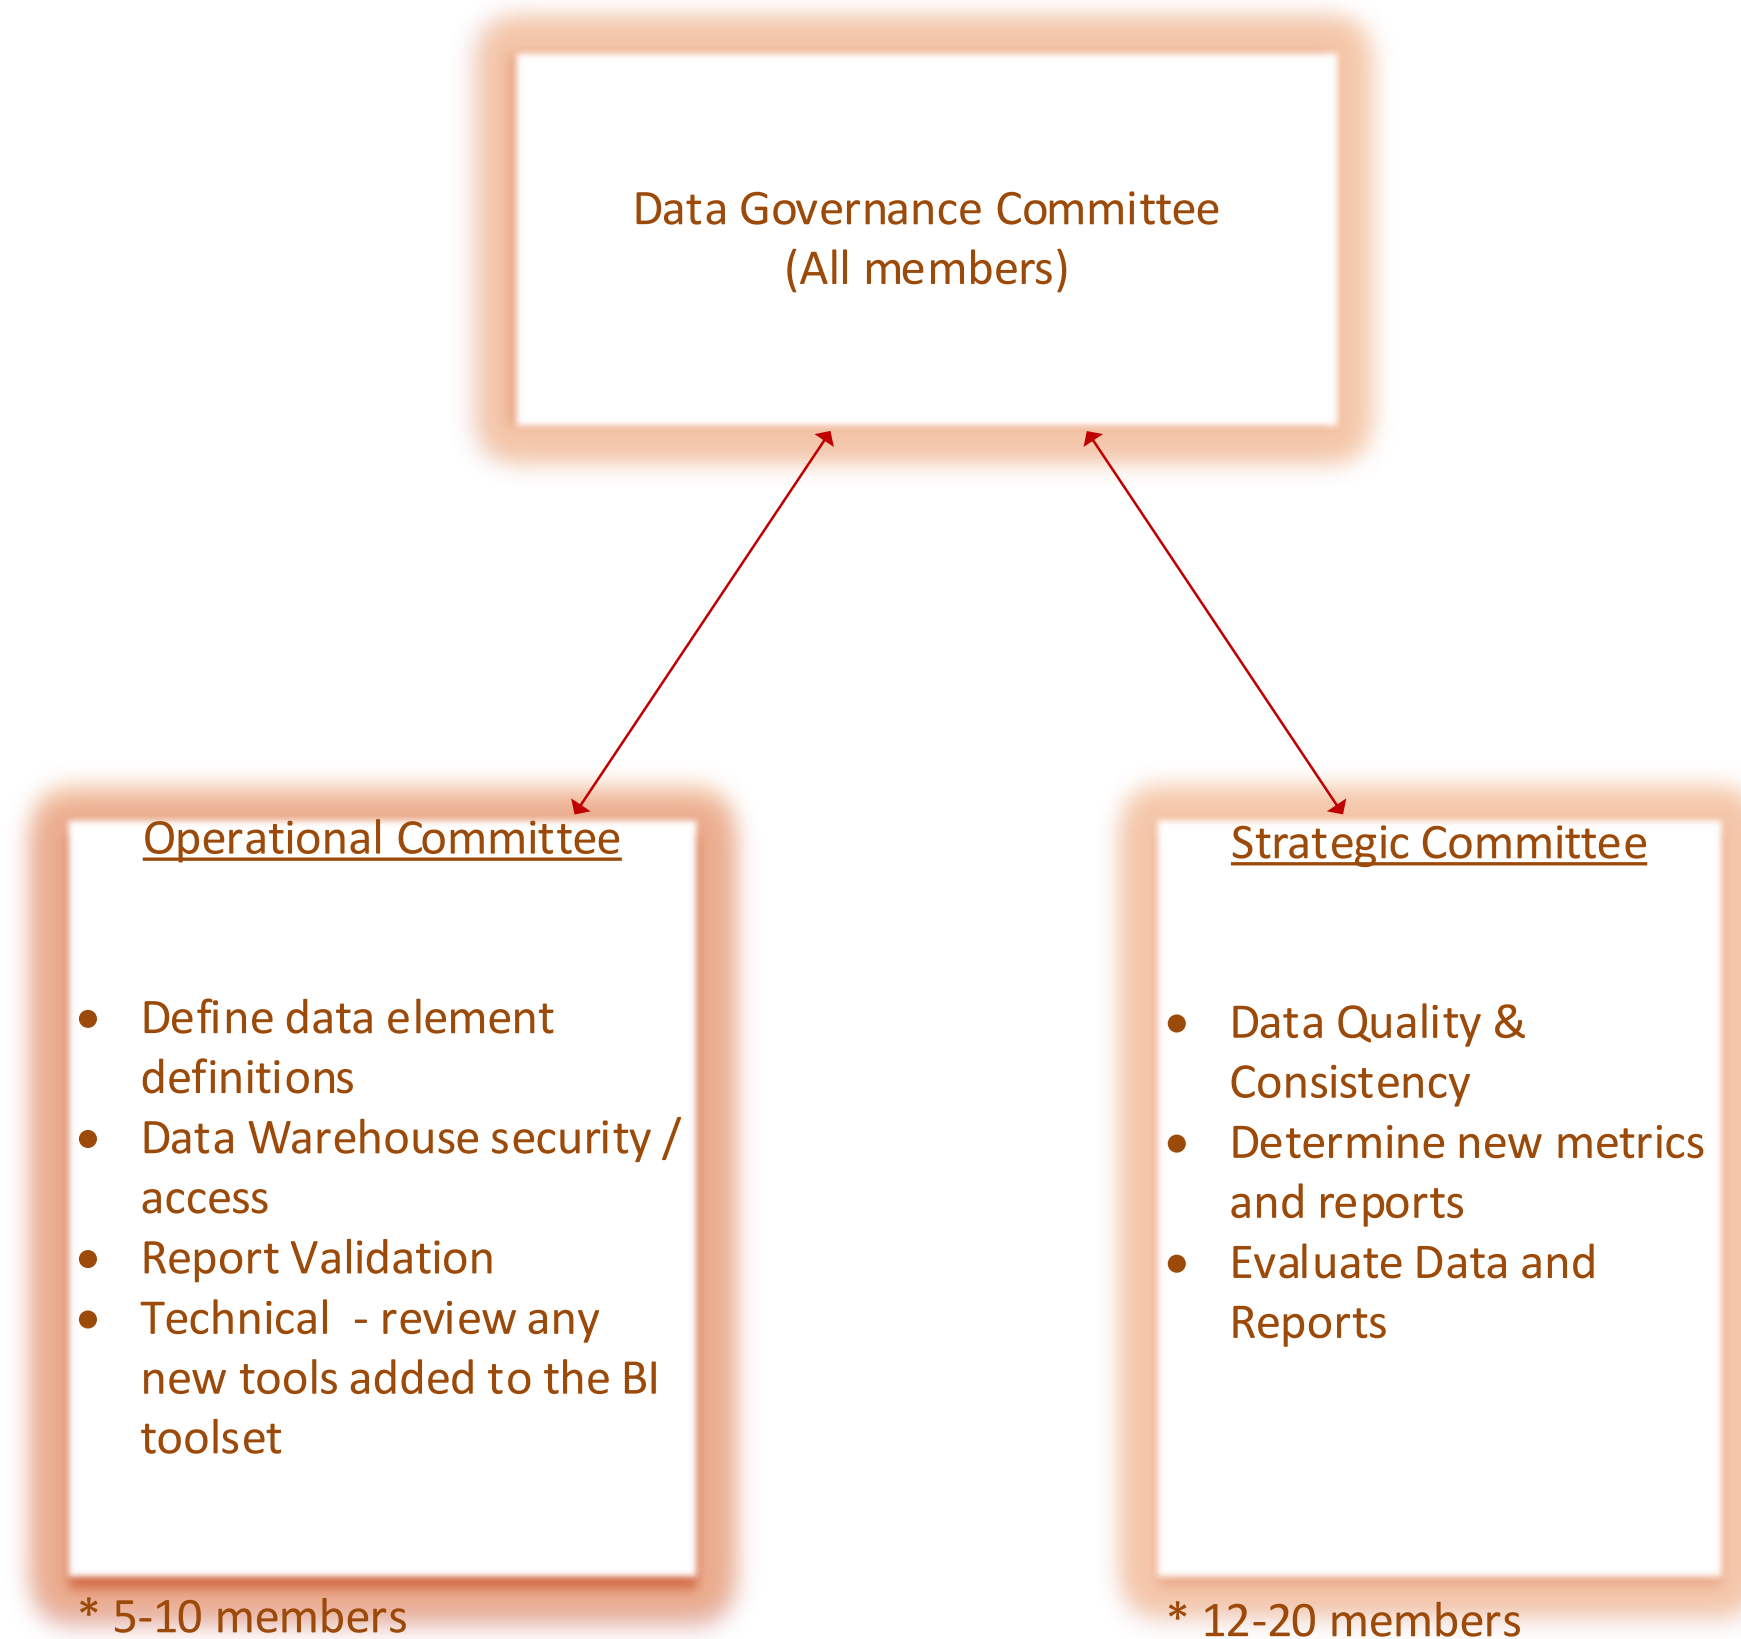 Data Governance Committee
(All members)
Operational Committee
● Define data element
definitions
● Data Warehouse security /
access
● Report Validation
● Technical  - review any
new tools added to the BI
toolset
* 5-10 members
Strategic Committee
● Data Quality &
Consistency
● Determine new metrics
and reports
● Evaluate Data and
Reports
* 12-20 members